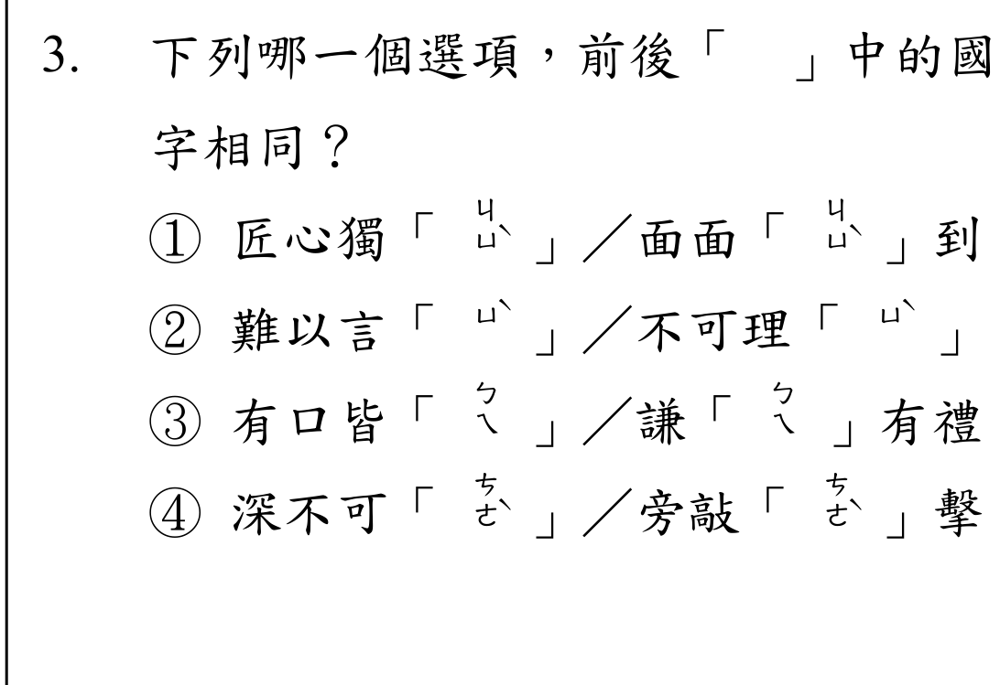 3. 下列哪一個選項，前後「　」中的國
字相同？
① 匠心獨「ㄐㄩˋ」／面面「ㄐㄩˋ」到
② 難以言「ㄩˋ」／不可理「ㄩˋ」
③ 有口皆「ㄅㄟ」／謙「ㄅㄟ」有禮
④ 深不可「ㄘㄜˋ」／旁敲「ㄘㄜˋ」擊